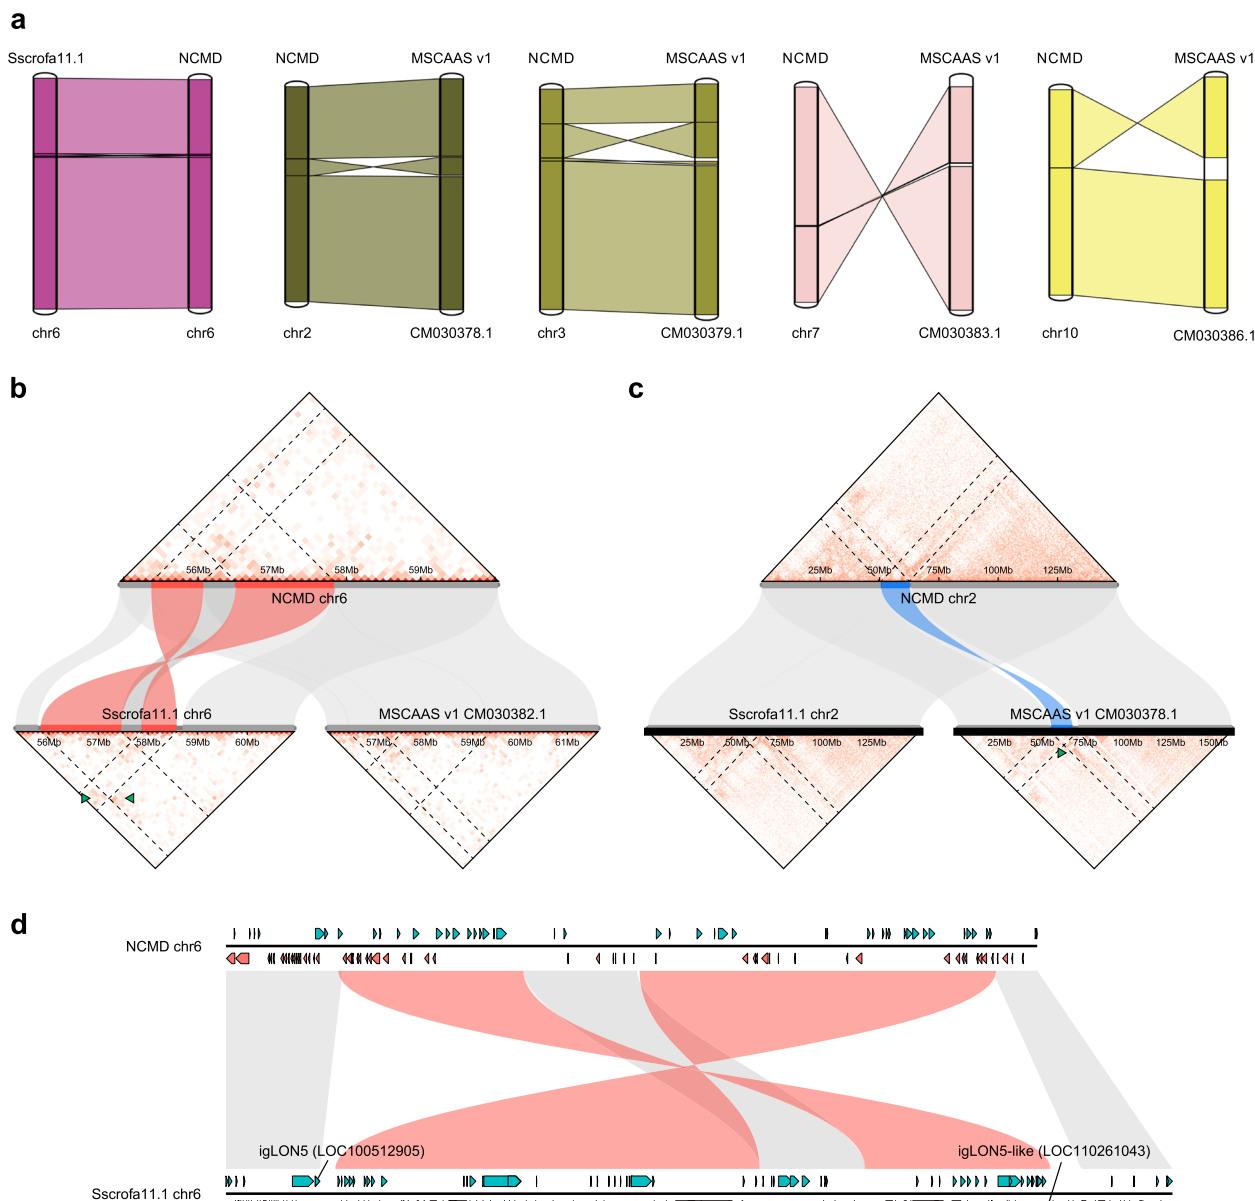 a
Sscrofa11.1 NCMD NCMD MSCAAS v1 NCMD MSCAAS v1 NCMD MSCAAS v1 NCMD MSCAAS v1
chr6 chr6 chr2 CM030378.1 chr3 CM030379.1 chr7 CM030383.1 chr10 CM030386.1
b
56Mb 57Mb 58Mb 59Mb
NCMD chr6
Sscrofa11.1 chr6 MSCAAS v1 CM030382.1
56Mb 57Mb 58Mb 59Mb 60Mb 57Mb 58Mb 59Mb 60Mb 61Mb
c
25Mb 50Mb 75Mb 100Mb 125Mb
NCMD chr2
Sscrofa11.1 chr2 MSCAAS v1 CM030378.1
25Mb 50Mb 75Mb 100Mb 125Mb 25Mb 50Mb 75Mb 100Mb 125Mb 150Mb
d
NCMD chr6
igLON5 (LOC100512905) igLON5-like (LOC110261043)
Sscrofa11.1 chr6